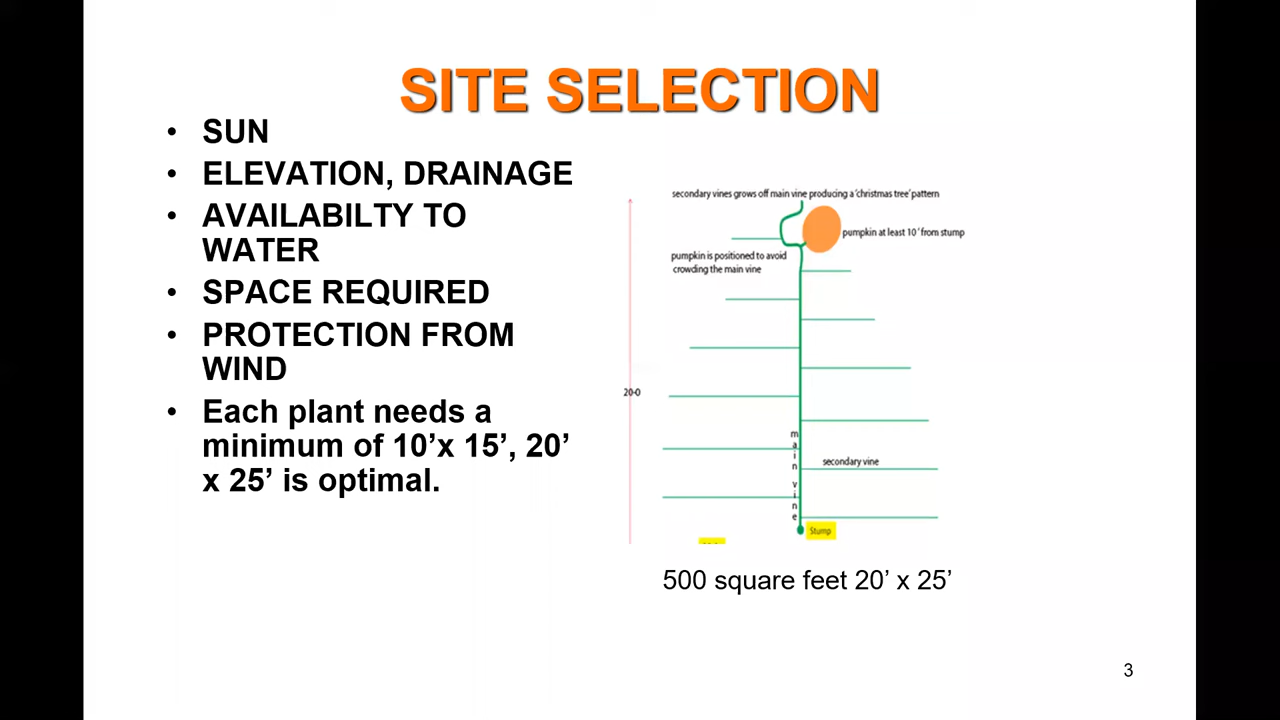 SITE SELECTION
• SUN
• ELEVATION, DRAINAGE
• AVAILABILTY TO
WATER
• SPACE REQUIRED
• PROTECTION FROM
WIND
• Each plant needs a
minimum of 10’x 15’, 20’
x 25’ is optimal.
secondary vines grows off main vine producing a 'christmas tree' pattern
pumpkin at least 10' from stump
pumpkin is positioned to avoid
crowding the main vine
20-0
main vine
secondary vine
Stump
500 square feet 20’ x 25’
3